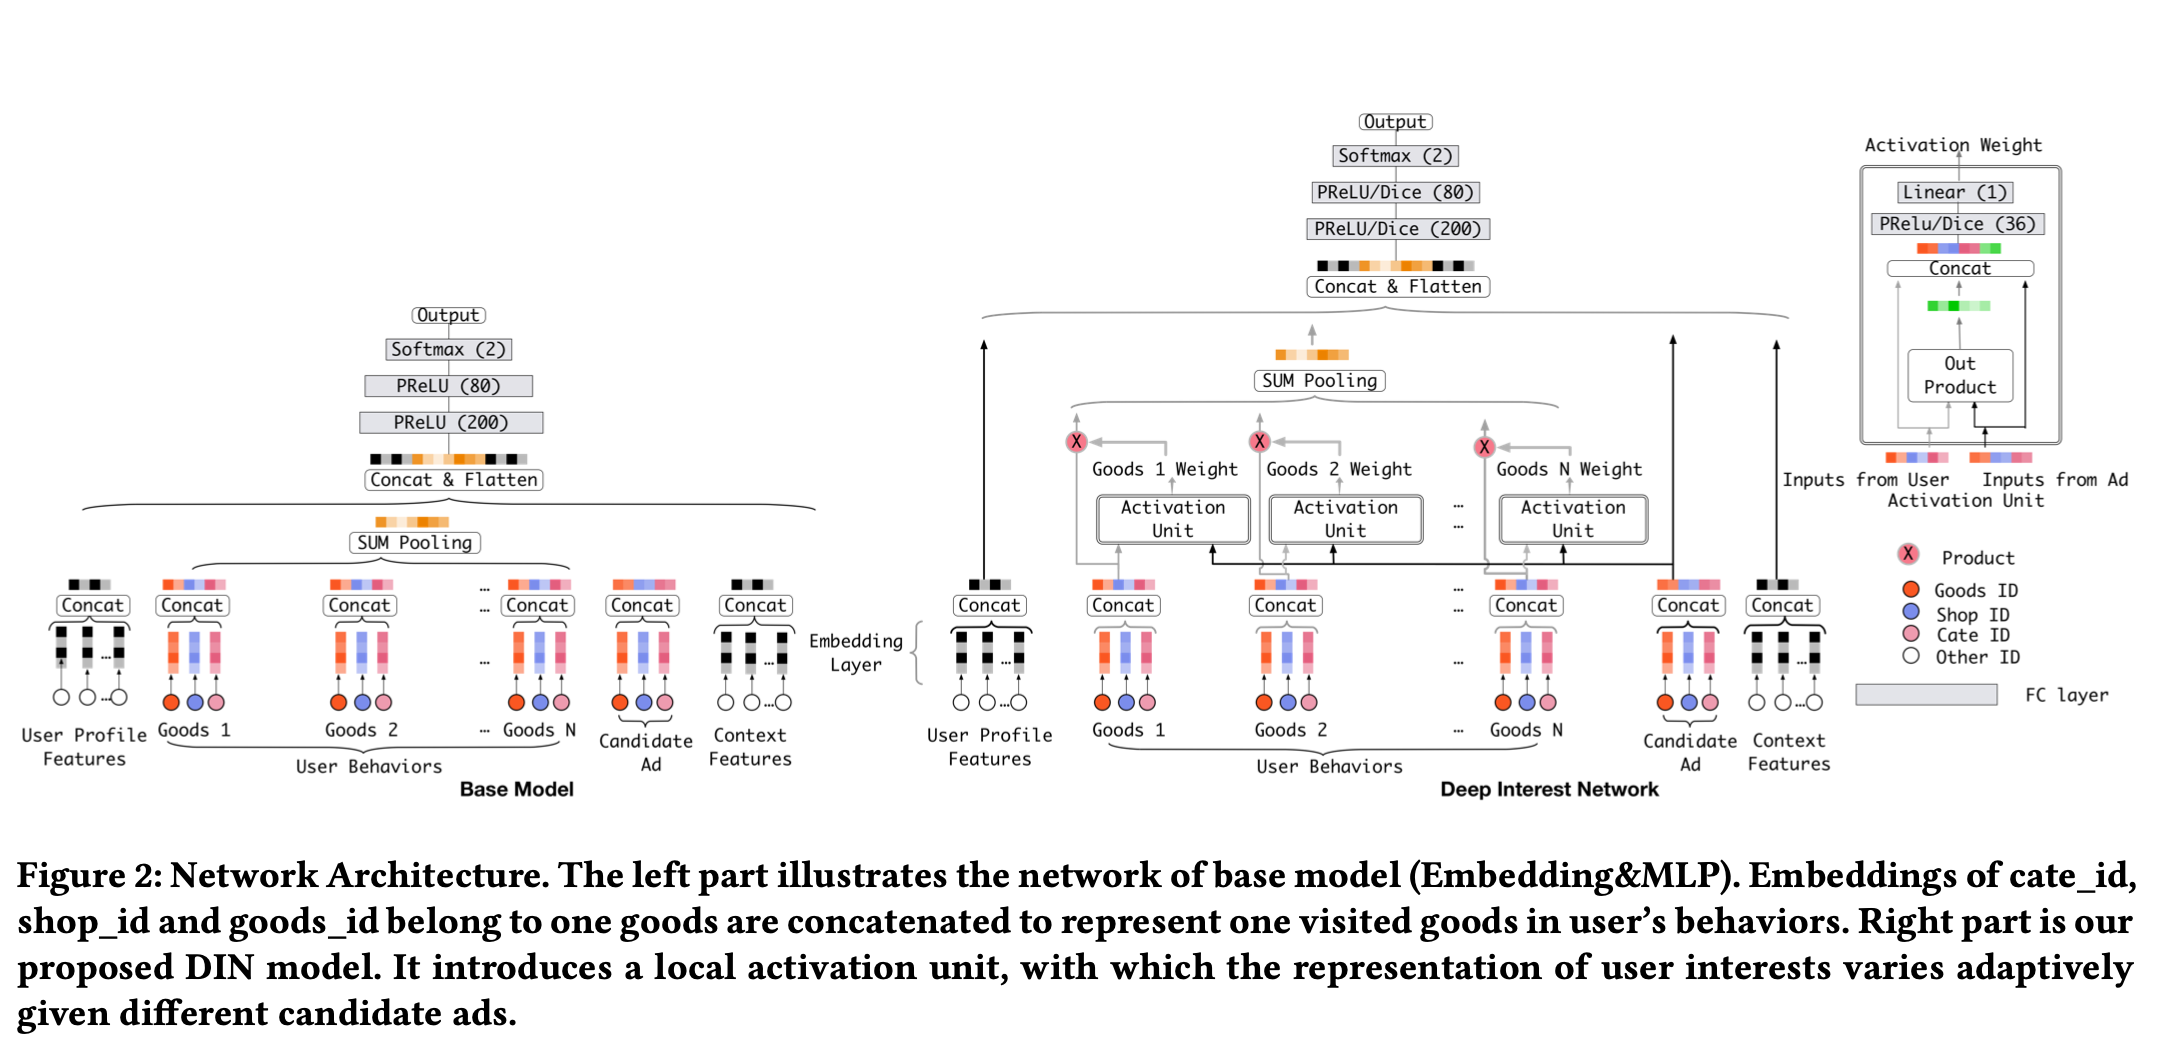 Output
Softmax (2)
PReLU (80)
PReLU (200)
Concat & Flatten
SUM Pooling
...
Concat Concat Concat ... Concat Concat Concat
... ... ...
...
User Profile Features
Goods 1 Goods 2 ... Goods N
User Behaviors
Candidate Ad
Context Features
Base Model
Embedding Layer
Output
Softmax (2)
PReLU/Dice (80)
PReLU/Dice (200)
Concat & Flatten
SUM Pooling
X X X
Goods 1 Weight Goods 2 Weight Goods N Weight
Activation Unit Activation Unit ... Activation Unit
...
...
Concat Concat Concat ... Concat Concat Concat
... ... ...
...
User Profile Features
Goods 1 Goods 2 ... Goods N
User Behaviors
Candidate Ad
Context Features
Deep Interest Network
Activation Weight
Linear (1)
PRelu/Dice (36)
Concat
Out Product
Inputs from User Inputs from Ad
Activation Unit
X Product
Goods ID
Shop ID
Cate ID
Other ID
FC layer
Figure 2: Network Architecture. The left part illustrates the network of base model (Embedding&MLP). Embeddings of cate_id,
shop_id and goods_id belong to one goods are concatenated to represent one visited goods in user's behaviors. Right part is our
proposed DIN model. It introduces a local activation unit, with which the representation of user interests varies adaptively
given different candidate ads.